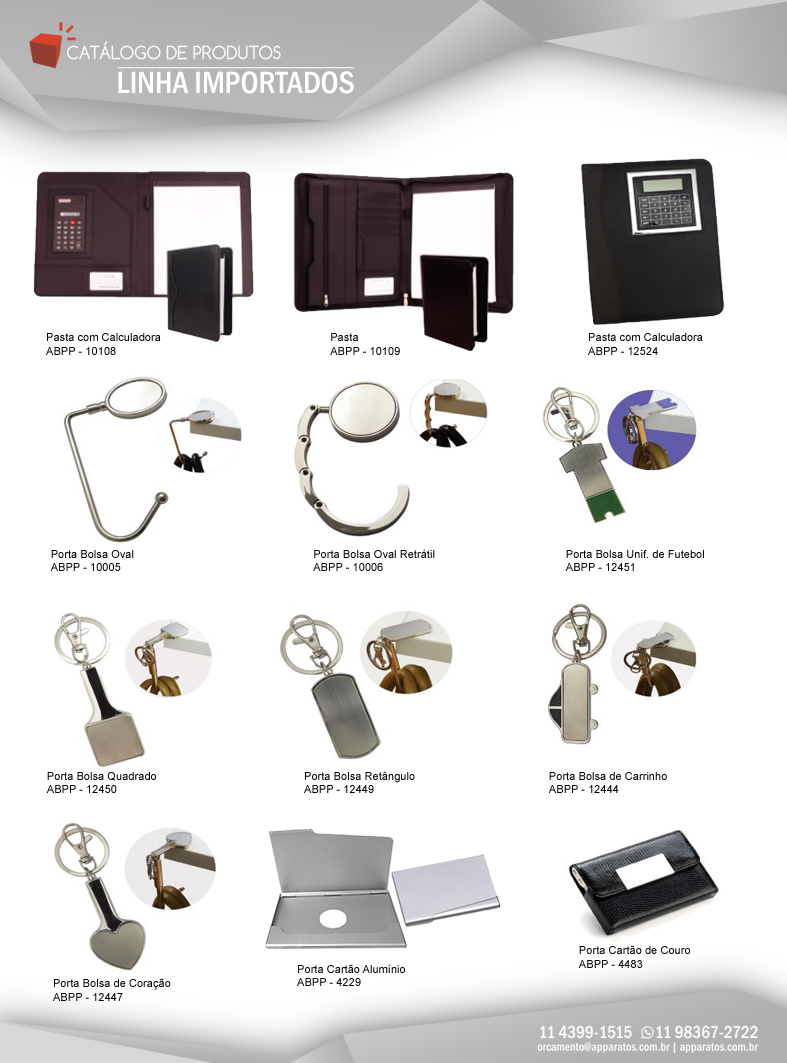 CATÁLOGO DE PRODUTOS
LINHA IMPORTADOS
Pasta com Calculadora
ABPP - 10108
Pasta
ABPP - 10109
Pasta com Calculadora
ABPP - 12524
Porta Bolsa Oval
ABPP - 10005
Porta Bolsa Oval Retrátil
ABPP - 10006
Porta Bolsa Unif. de Futebol
ABPP - 12451
Porta Bolsa Quadrado
ABPP - 12450
Porta Bolsa Retângulo
ABPP - 12449
Porta Bolsa de Carrinho
ABPP - 12444
Porta Bolsa de Coração
ABPP - 12447
Porta Cartão Alumínio
ABPP - 4229
Porta Cartão de Couro
ABPP - 4483
11 4399-1515 11 98367-2722
orcamento@apparatos.com.br | apparatos.com.br